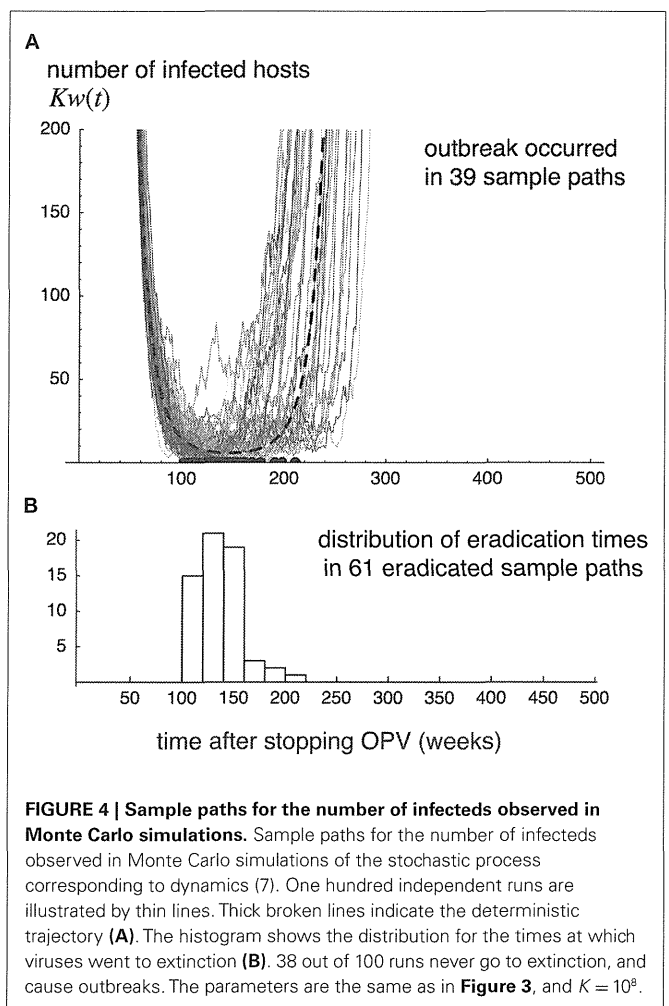 A
number of infected hosts
Kw(t)
200
150
100
50
outbreak occurred
in 39 sample paths
100
200
300
400
500
B
20
15
10
5
distribution of eradication times
in 61 eradicated sample paths
50
100
150
200
250
300
350
400
450
500
time after stopping OPV (weeks)
FIGURE 4 | Sample paths for the number of infecteds observed in
Monte Carlo simulations. Sample paths for the number of infecteds
observed in Monte Carlo simulations of the stochastic process
corresponding to dynamics (7). One hundred independent runs are
illustrated by thin lines. Thick broken lines indicate the deterministic
trajectory (A). The histogram shows the distribution for the times at which
viruses went to extinction (B). 38 out of 100 runs never go to extinction, and
cause outbreaks. The parameters are the same as in Figure 3, and K = 10⁸.